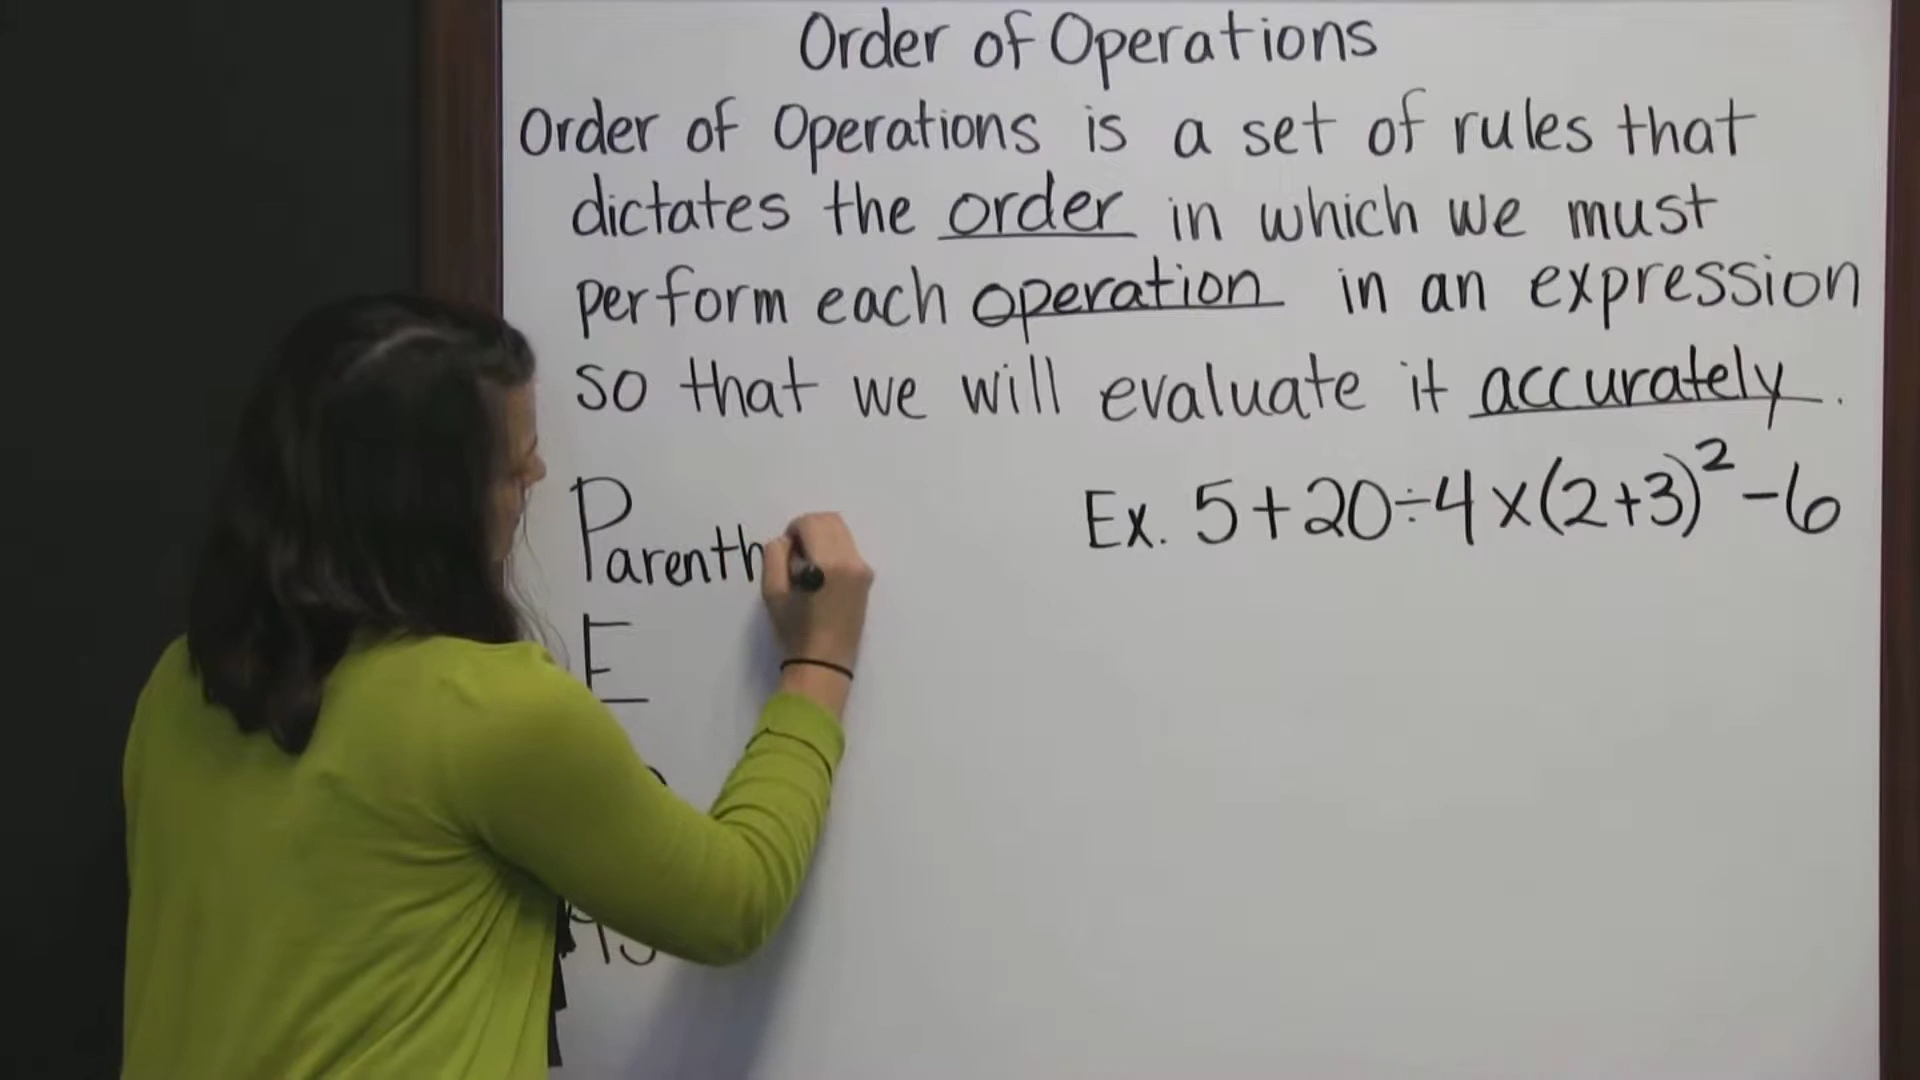 Order of Operations
Order of Operations is a set of rules that
dictates the order in which we must
perform each operation in an expression
so that we will evaluate it accurately.
Parenth
Ex. 5+20÷4×(2+3)²-6
E